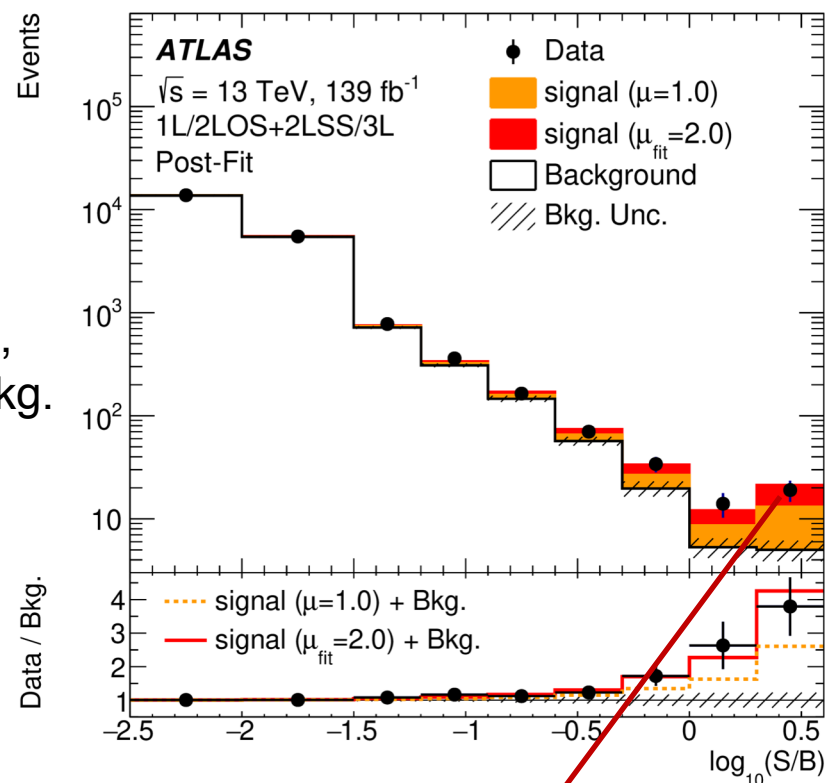 Events
ATLAS
√s = 13 TeV, 139 fb⁻¹
1L/2LOS+2LSS/3L
Post-Fit
Data
signal (μ=1.0)
signal (μ_fit=2.0)
Background
Bkg. Unc.
10⁵
10⁴
10³
10²
10
,
kg.
Data / Bkg.
signal (μ=1.0) + Bkg.
signal (μ_fit=2.0) + Bkg.
4
3
2
1
−2.5 −2 −1.5 −1 −0.5 0 0.5
log₁₀(S/B)